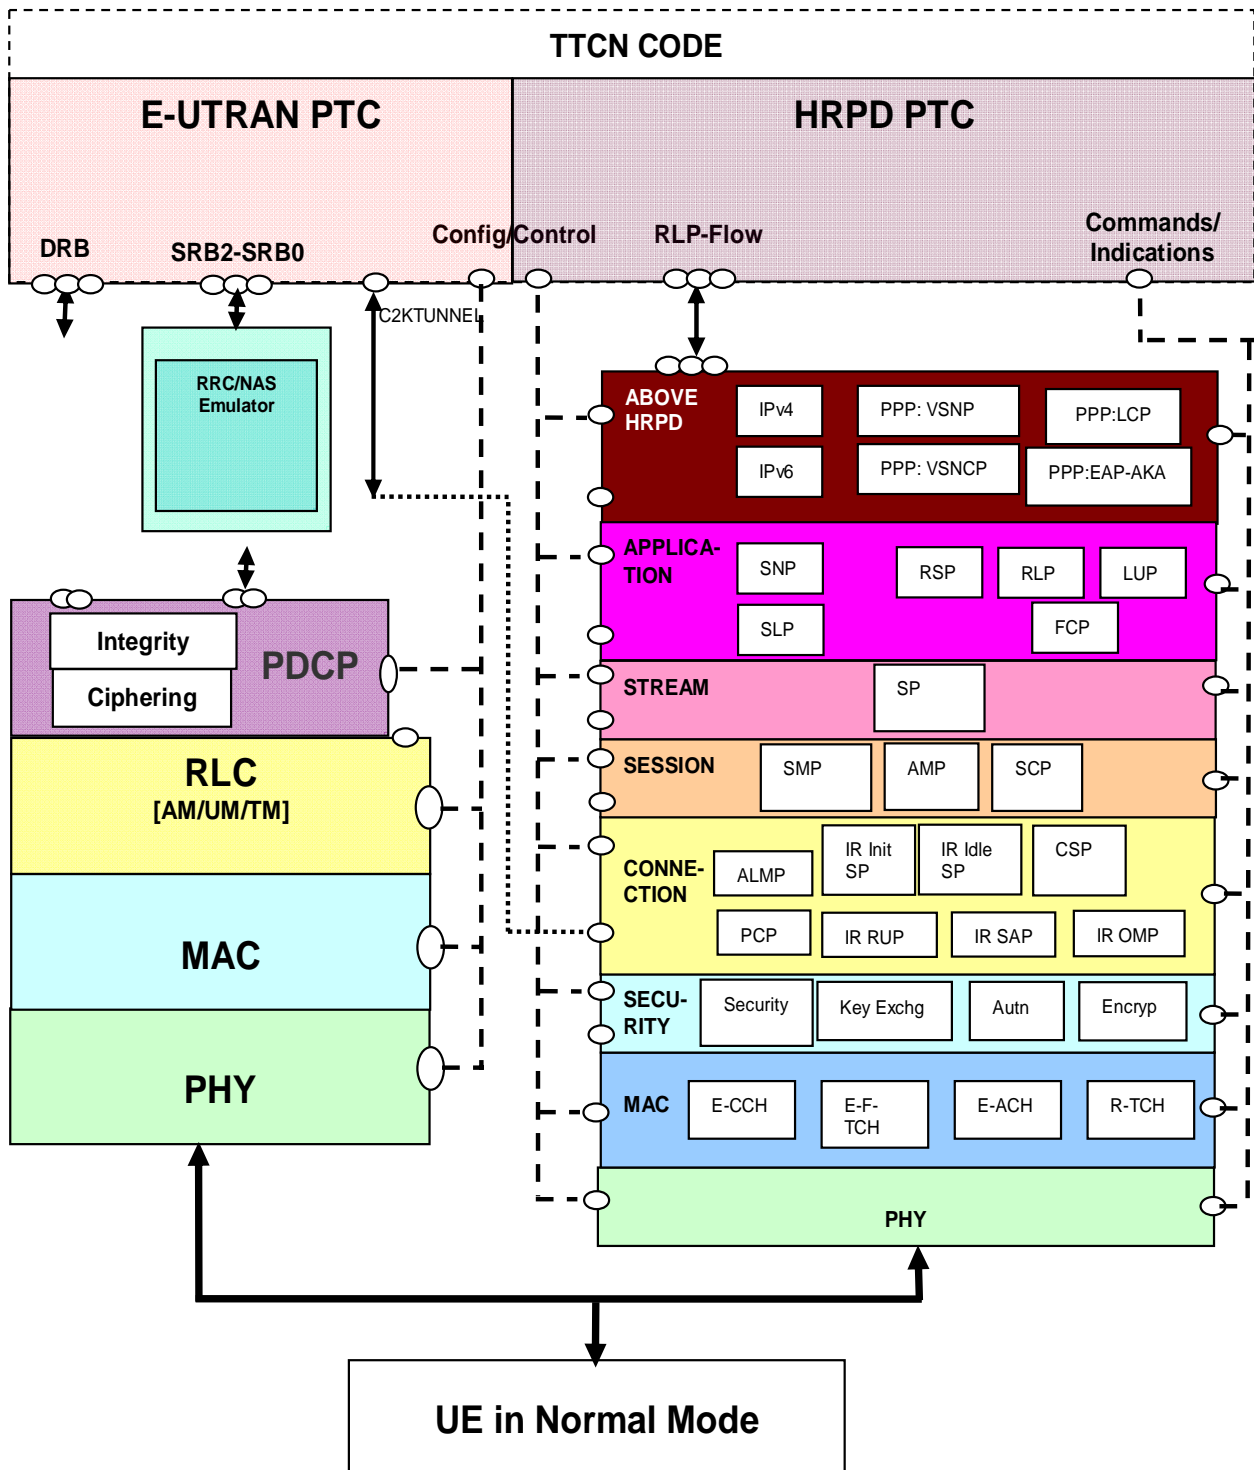 TTCN CODE
E-UTRAN PTC
HRPD PTC
DRB
SRB2-SRB0
Config/Control
RLP-Flow
Commands/
Indications
C2KTUNNEL
RRC/NAS
Emulator
Integrity
Ciphering
PDCP
RLC
[AM/UM/TM]
MAC
PHY
ABOVE
HRPD
IPv4
PPP: VSNP
PPP:LCP
IPv6
PPP: VSNCP
PPP:EAP-AKA
APPLICA-
TION
SNP
RSP
RLP
LUP
SLP
FCP
STREAM
SP
SESSION
SMP
AMP
SCP
CONNE-
CTION
ALMP
IR Init
SP
IR Idle
SP
CSP
PCP
IR RUP
IR SAP
IR OMP
SECU-
RITY
Security
Key Exchg
Autn
Encryp
MAC
E-CCH
E-F-
TCH
E-ACH
R-TCH
PHY
UE in Normal Mode